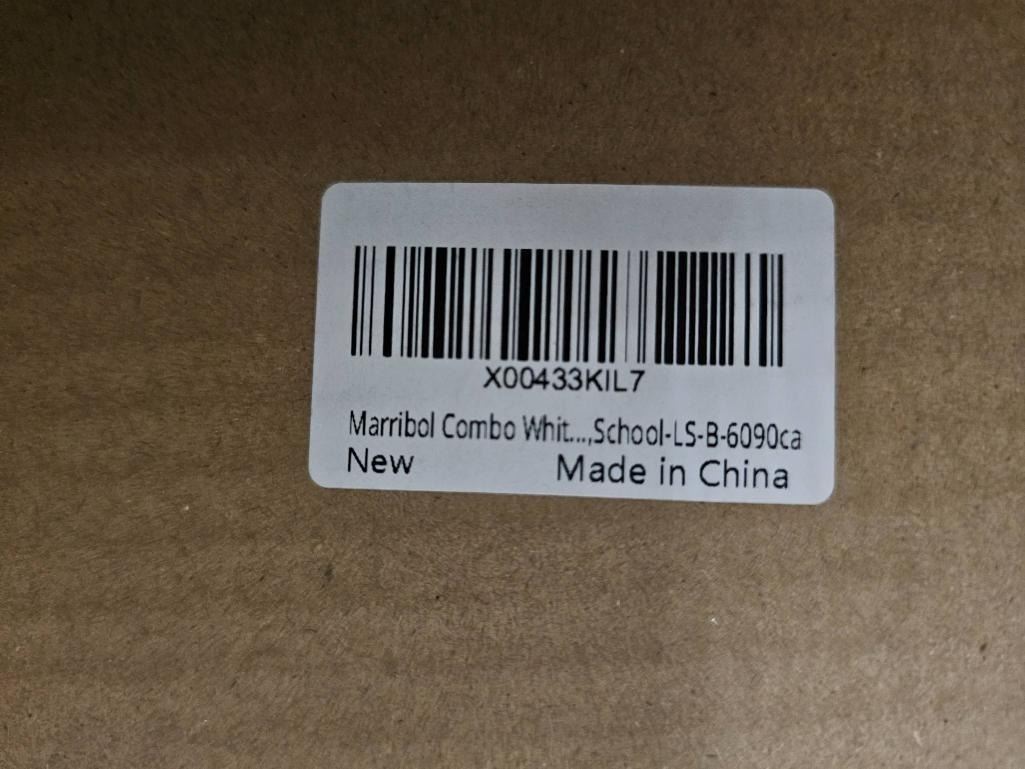 X00433KIL7
Marribol Combo Whit...,School-LS-B-6090ca
New Made in China